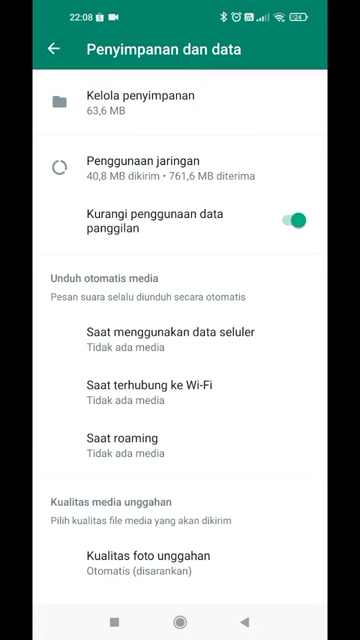 22:08
24
Penyimpanan dan data
Kelola penyimpanan
63,6 MB
Penggunaan jaringan
40,8 MB dikirim • 761,6 MB diterima
Kurangi penggunaan data
panggilan
Unduh otomatis media
Pesan suara selalu diunduh secara otomatis
Saat menggunakan data seluler
Tidak ada media
Saat terhubung ke Wi-Fi
Tidak ada media
Saat roaming
Tidak ada media
Kualitas media unggahan
Pilih kualitas file media yang akan dikirim
Kualitas foto unggahan
Otomatis (disarankan)